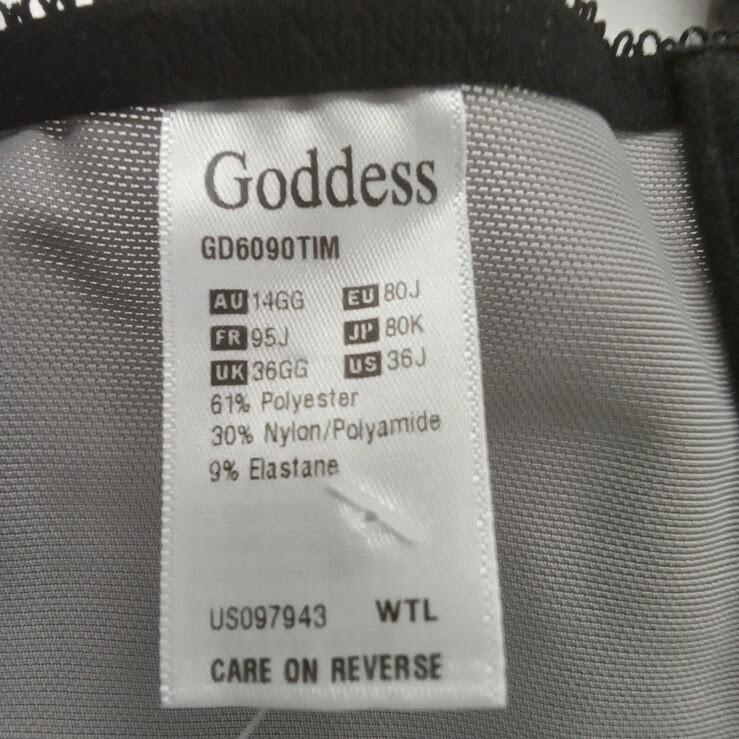 Goddess
GD6090TIM
AU 14GG EU 80J
FR 95J JP 80K
UK 36GG US 36J
61% Polyester
30% Nylon/Polyamide
9% Elastane
US097943 WTL
CARE ON REVERSE